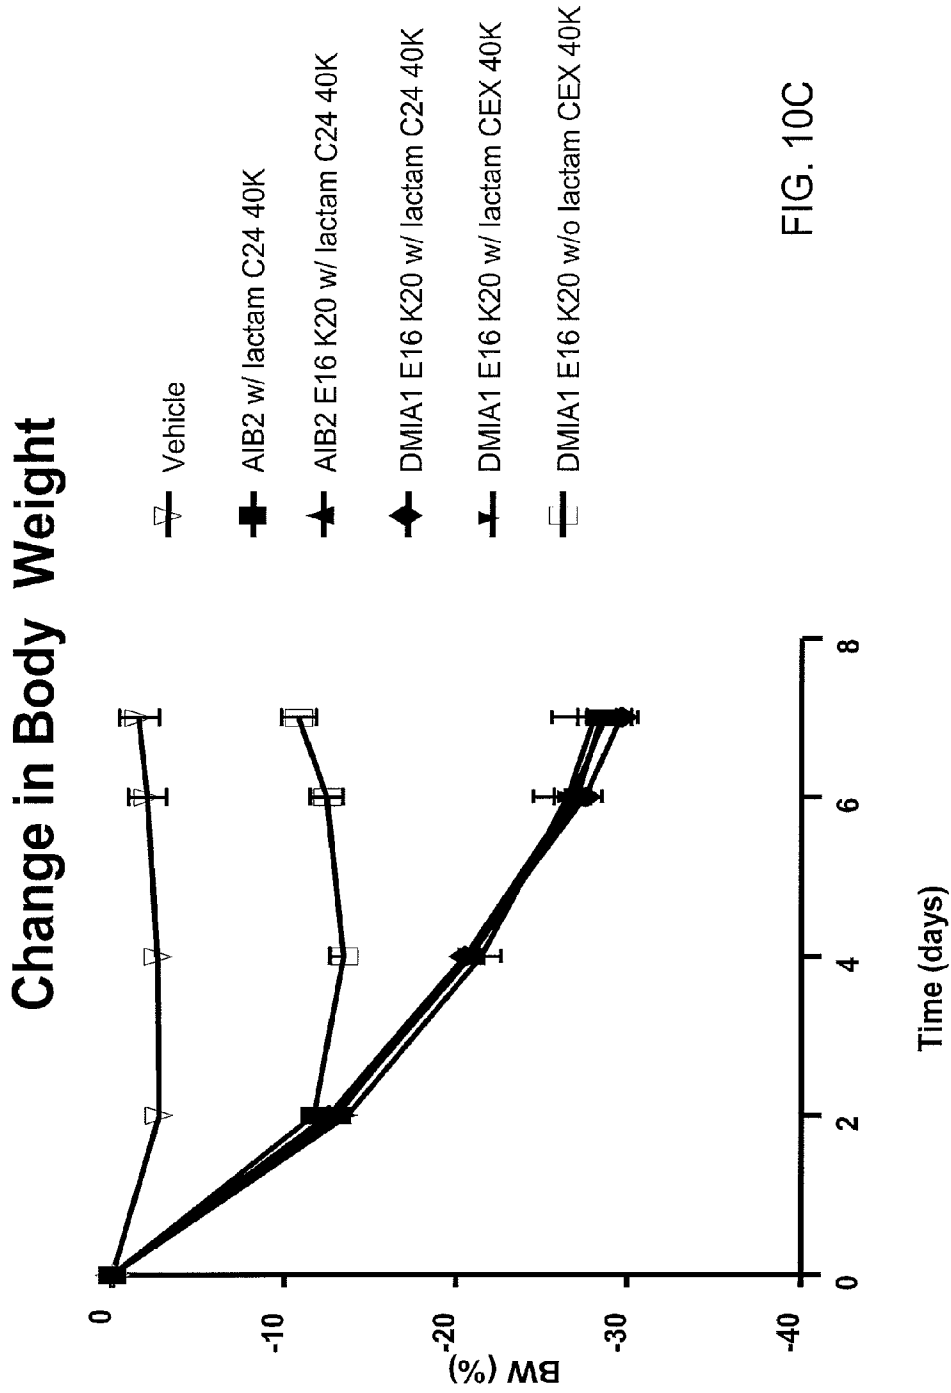 Change in Body Weight
Vehicle
AIB2 w/ lactam C24 40K
AIB2 E16 K20 w/ lactam C24 40K
DMIA1 E16 K20 w/ lactam C24 40K
DMIA1 E16 K20 w/ lactam CEX 40K
DMIA1 E16 K20 w/o lactam CEX 40K
BW (%)
0
-10
-20
-30
-40
0
2
4
6
8
Time (days)
FIG. 10C